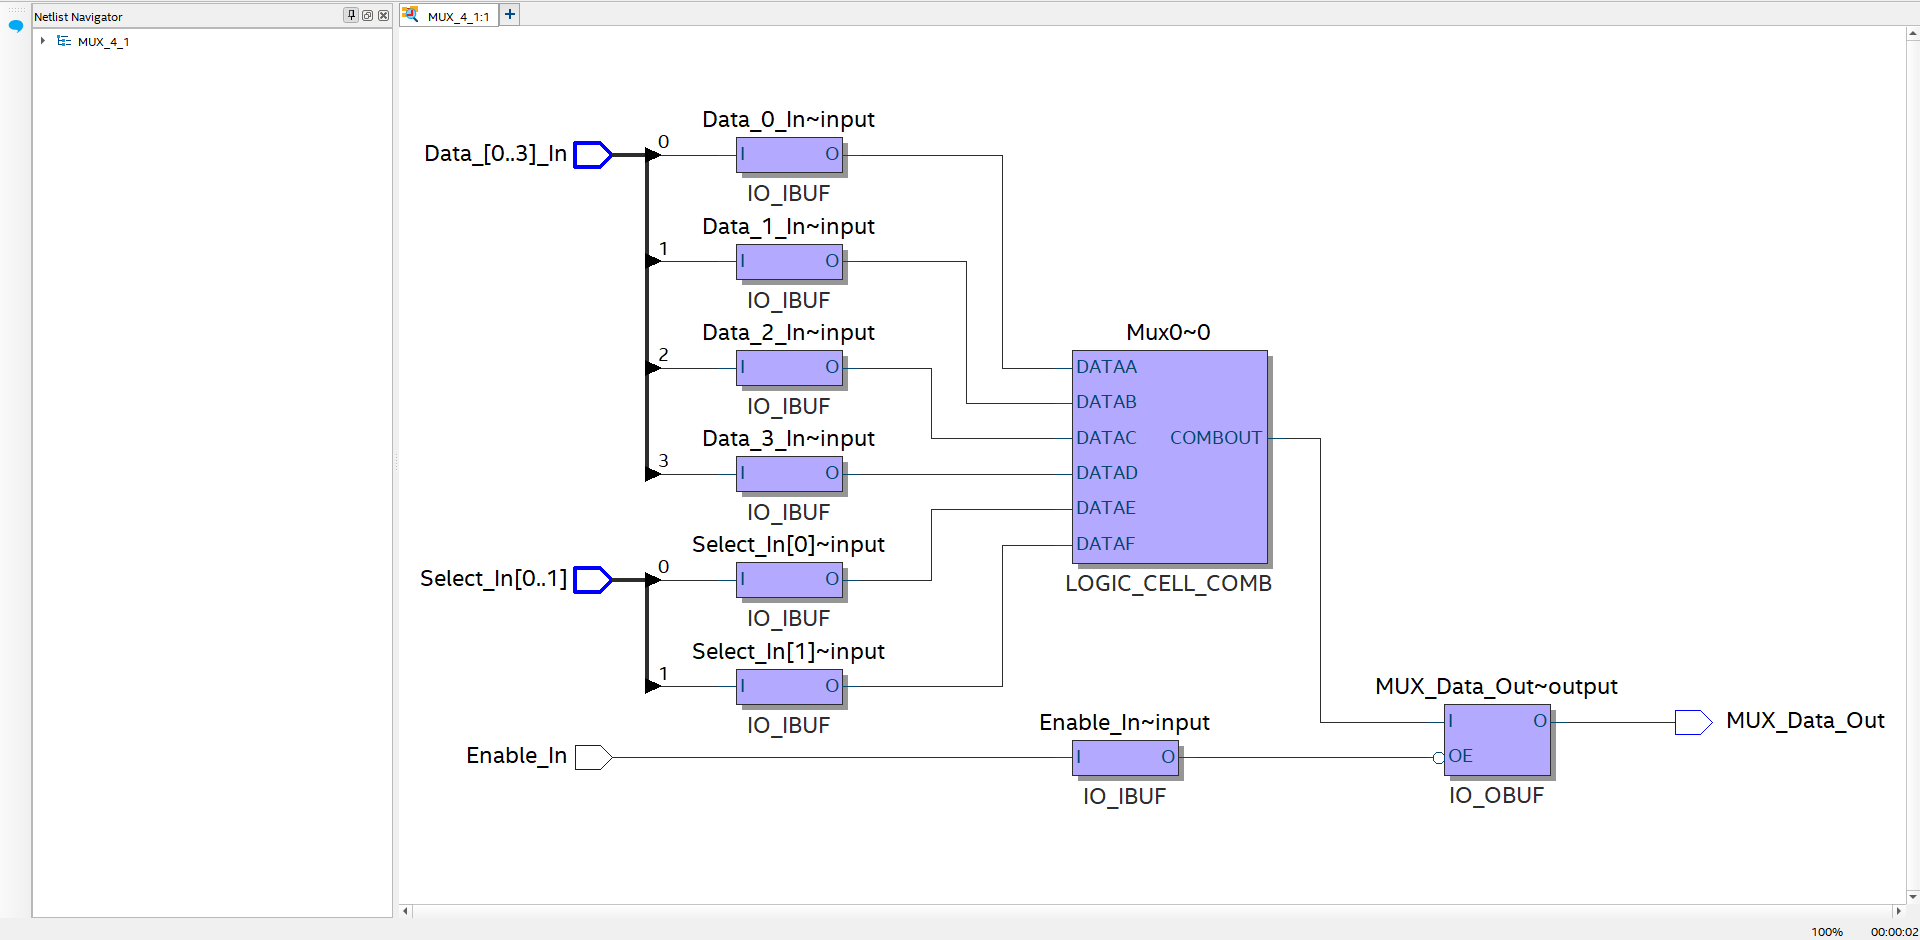 Netlist Navigator
MUX_4_1:1
MUX_4_1
Data_0_In~input
Data_[0..3]_In
0
I
O
IO_IBUF
Data_1_In~input
1
I
O
IO_IBUF
Data_2_In~input
2
I
O
IO_IBUF
Data_3_In~input
3
I
O
IO_IBUF
Mux0~0
DATAA
DATAB
DATAC
COMBOUT
DATAD
DATAE
DATAF
LOGIC_CELL_COMB
Select_In[0]~input
Select_In[0..1]
0
I
O
IO_IBUF
Select_In[1]~input
1
I
O
IO_IBUF
Enable_In~input
Enable_In
I
O
IO_IBUF
MUX_Data_Out~output
I
O
OE
IO_OBUF
MUX_Data_Out
100%
00:00:02